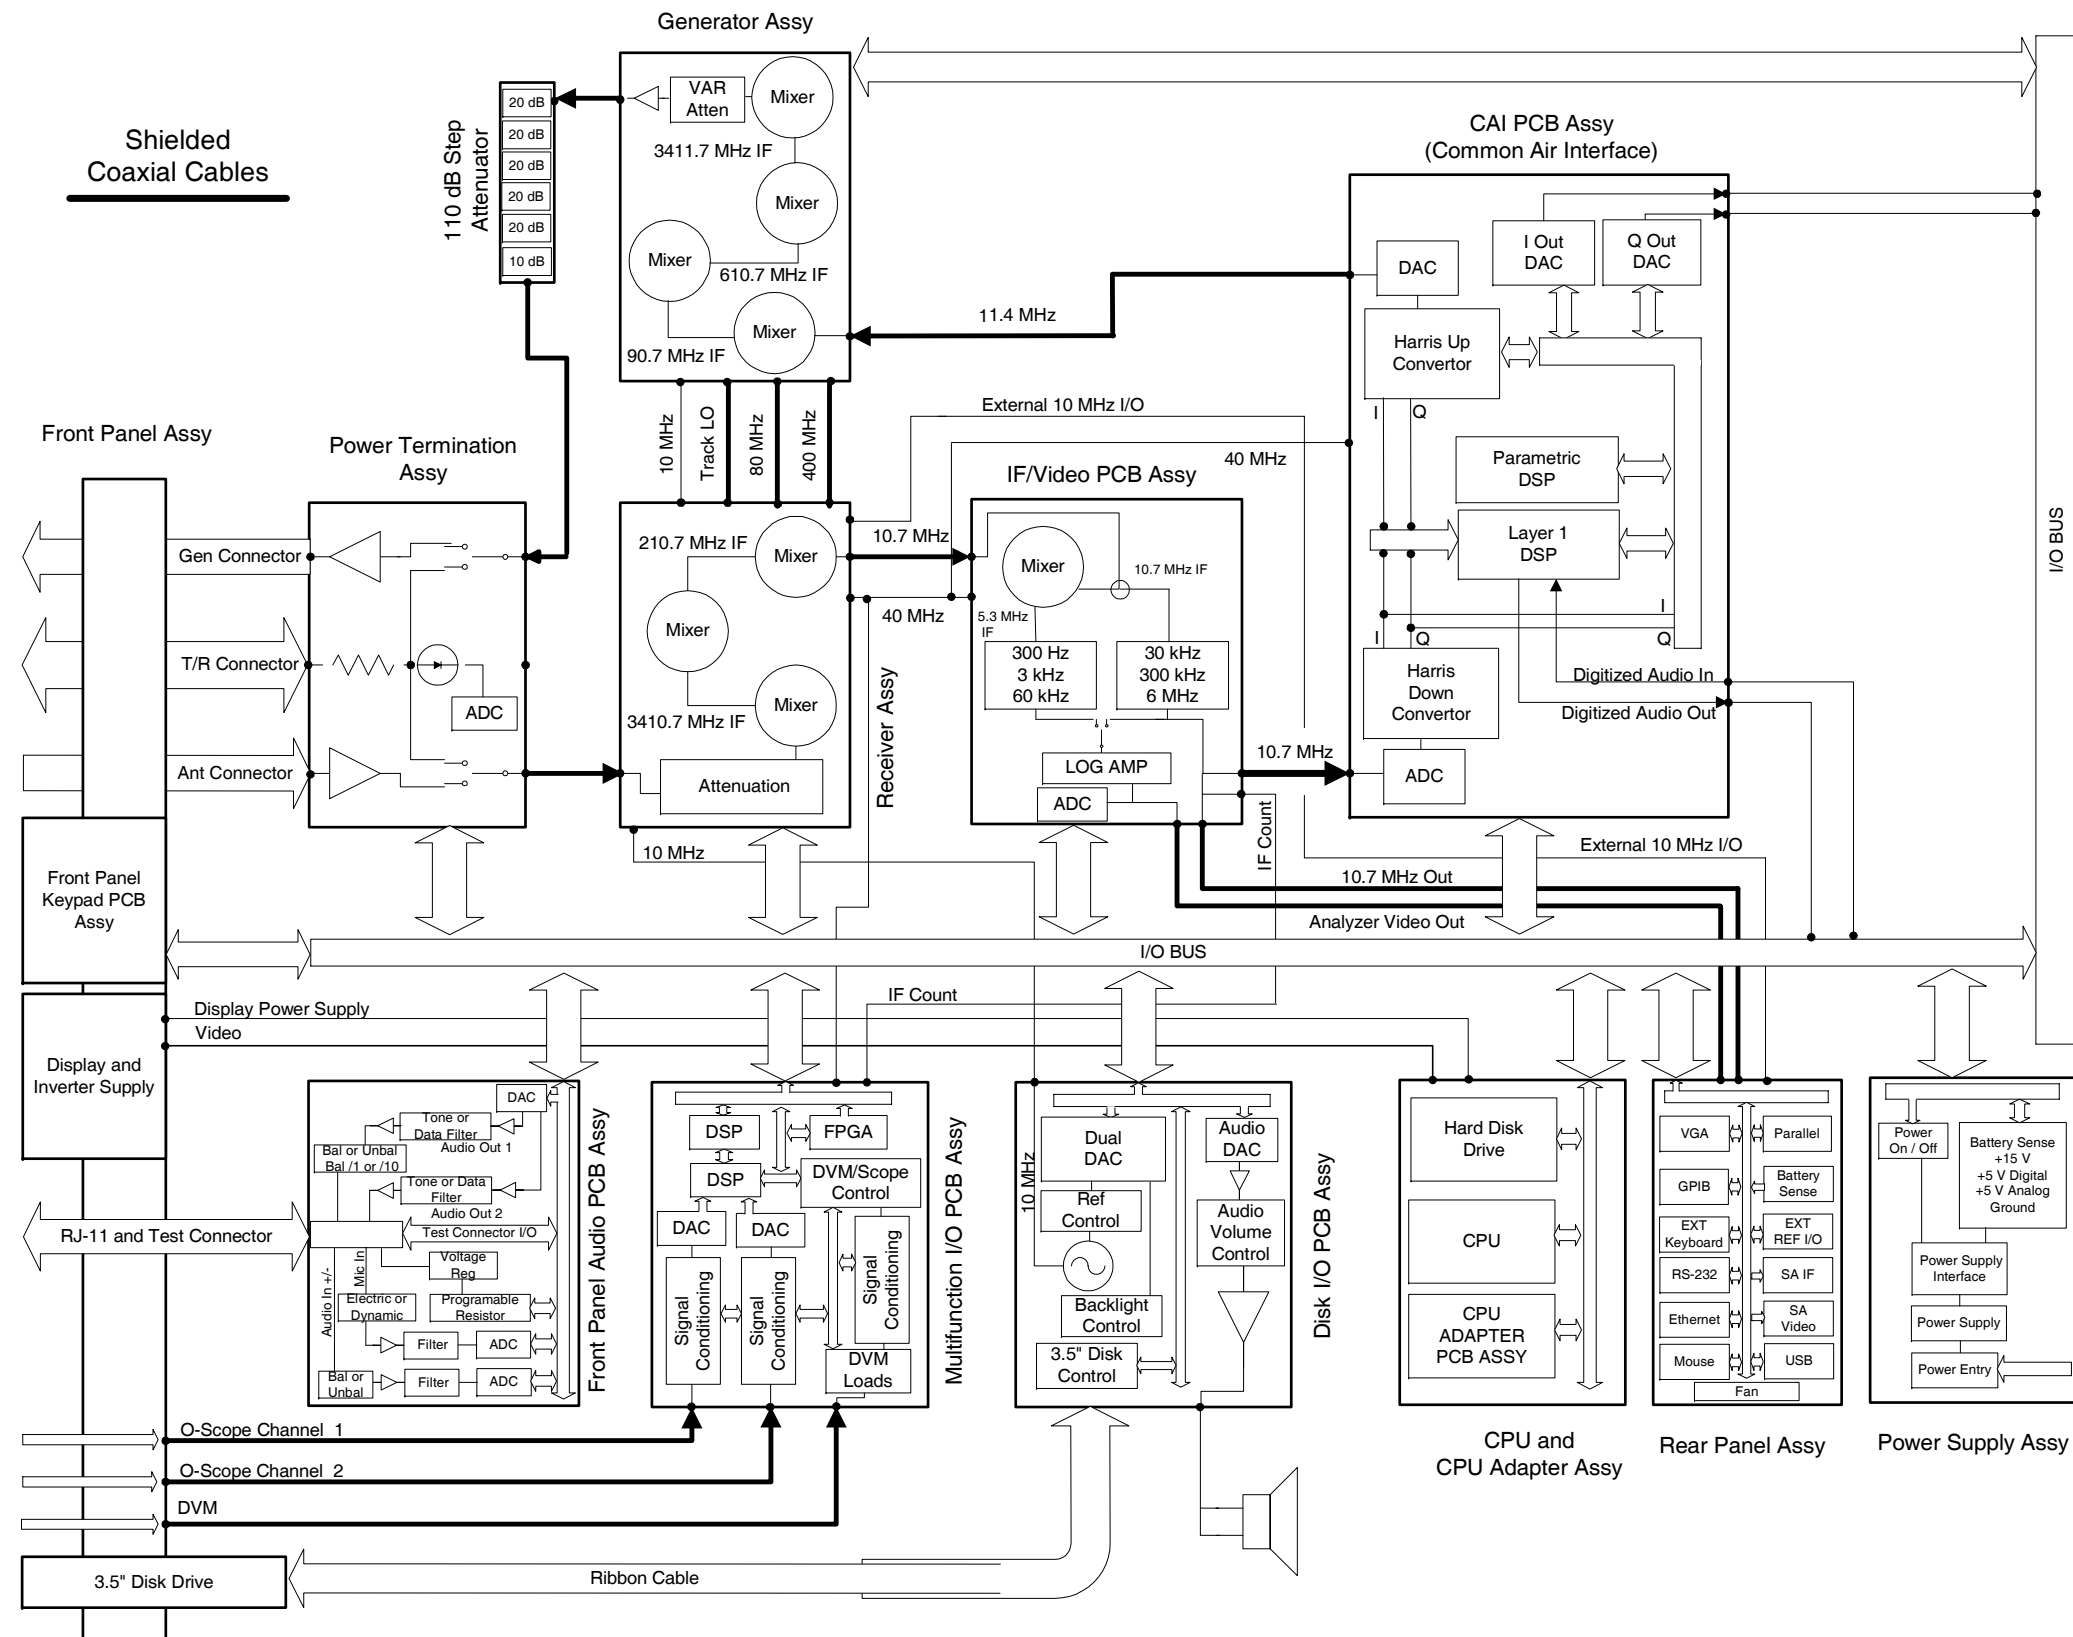 Generator Assy
Shielded
Coaxial Cables
110 dB Step
Attenuator
20 dB
20 dB
20 dB
20 dB
20 dB
10 dB
VAR
Atten
Mixer
3411.7 MHz IF
Mixer
Mixer
610.7 MHz IF
Mixer
90.7 MHz IF
11.4 MHz
CAI PCB Assy
(Common Air Interface)
I Out
DAC
Q Out
DAC
DAC
Harris Up
Convertor
I
Q
Parametric
DSP
Layer 1
DSP
I
Q
I
Q
Harris
Down
Convertor
ADC
Digitized Audio In
Digitized Audio Out
I/O BUS
10 MHz
Track LO
80 MHz
400 MHz
External 10 MHz I/O
40 MHz
Front Panel Assy
Power Termination
Assy
Gen Connector
T/R Connector
Ant Connector
ADC
210.7 MHz IF
Mixer
Mixer
Mixer
3410.7 MHz IF
Attenuation
Receiver Assy
10.7 MHz
40 MHz
IF/Video PCB Assy
Mixer
10.7 MHz IF
5.3 MHz
IF
300 Hz
3 kHz
60 kHz
30 kHz
300 kHz
6 MHz
LOG AMP
ADC
10.7 MHz
IF Count
10 MHz
External 10 MHz I/O
10.7 MHz Out
Analyzer Video Out
Front Panel
Keypad PCB
Assy
I/O BUS
Display Power Supply
Video
IF Count
Display and
Inverter Supply
DAC
Tone or
Data Filter
Audio Out 1
Bal or Unbal
Bal /1 or /10
Tone or Data
Filter
Audio Out 2
Test Connector I/O
RJ-11 and Test Connector
Mic In
Voltage
Reg
Audio In +/-
Electric or
Dynamic
Programable
Resistor
Filter
ADC
Bal or
Unbal
Filter
ADC
Front Panel Audio PCB Assy
DSP
FPGA
DSP
DVM/Scope
Control
DAC
DAC
Signal
Conditioning
Signal
Conditioning
Signal
Conditioning
DVM
Loads
Multifunction I/O PCB Assy
10 MHz
Dual
DAC
Audio
DAC
Ref
Control
Audio
Volume
Control
Backlight
Control
3.5" Disk
Control
Disk I/O PCB Assy
Hard Disk
Drive
CPU
CPU
ADAPTER
PCB ASSY
CPU and
CPU Adapter Assy
VGA
Parallel
GPIB
Battery
Sense
EXT
Keyboard
EXT
REF I/O
RS-232
SA IF
Ethernet
SA
Video
Mouse
USB
Fan
Rear Panel Assy
Power
On / Off
Battery Sense
+15 V
+5 V Digital
+5 V Analog
Ground
Power Supply
Interface
Power Supply
Power Entry
Power Supply Assy
O-Scope Channel 1
O-Scope Channel 2
DVM
3.5" Disk Drive
Ribbon Cable